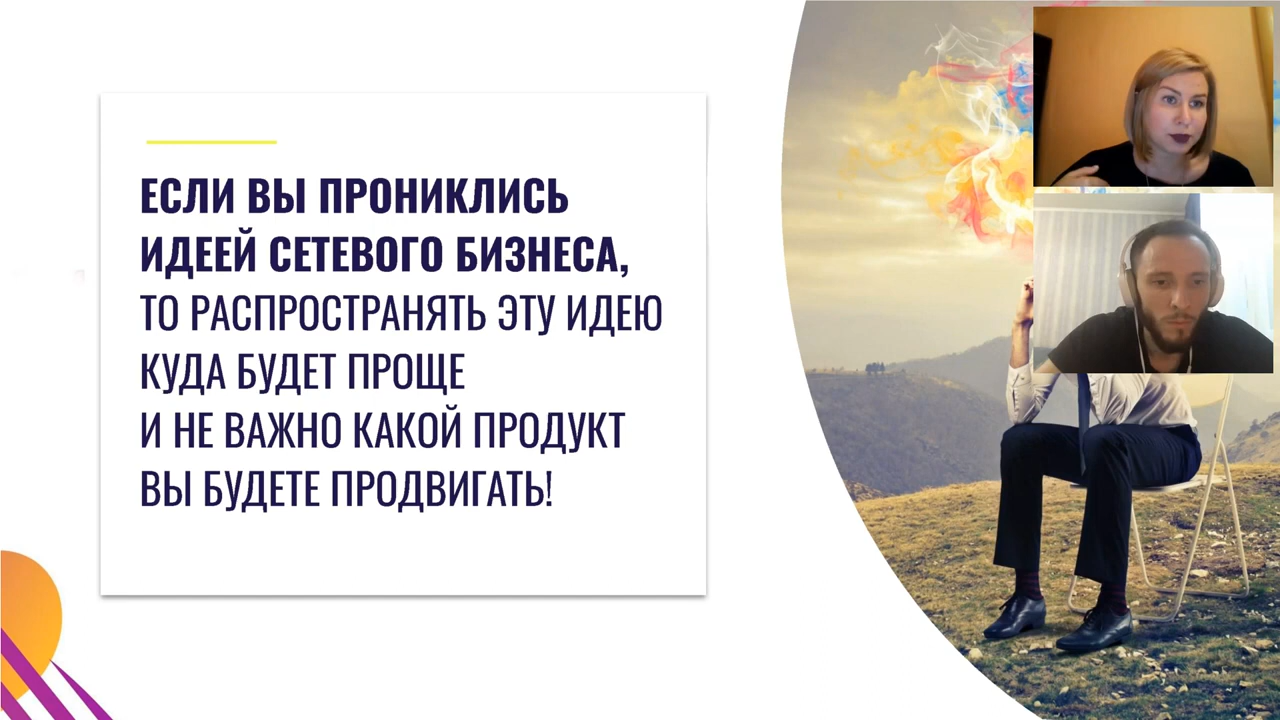 ЕСЛИ ВЫ ПРОНИКЛИСЬ
ИДЕЕЙ СЕТЕВОГО БИЗНЕСА,
ТО РАСПРОСТРАНЯТЬ ЭТУ ИДЕЮ
КУДА БУДЕТ ПРОЩЕ
И НЕ ВАЖНО КАКОЙ ПРОДУКТ
ВЫ БУДЕТЕ ПРОДВИГАТЬ!